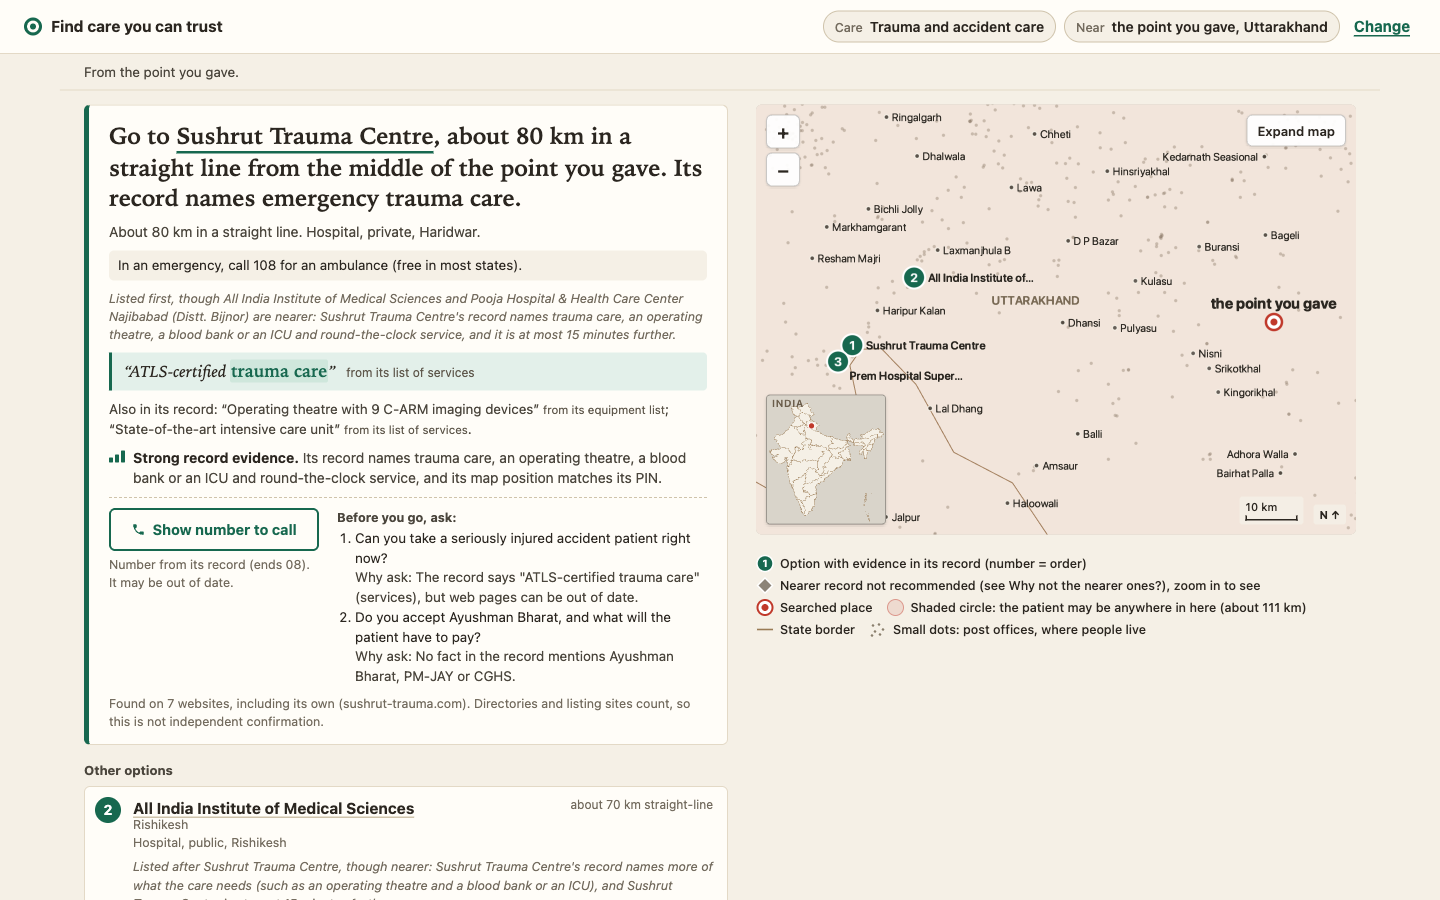 Find care you can trust
Care Trauma and accident care
Near the point you gave, Uttarakhand
Change
From the point you gave.
Go to Sushrut Trauma Centre, about 80 km in a
straight line from the middle of the point you gave. Its
record names emergency trauma care.
About 80 km in a straight line. Hospital, private, Haridwar.
In an emergency, call 108 for an ambulance (free in most states).
Listed first, though All India Institute of Medical Sciences and Pooja Hospital & Health Care Center
Najibabad (Distt. Bijnor) are nearer: Sushrut Trauma Centre's record names trauma care, an operating
theatre, a blood bank or an ICU and round-the-clock service, and it is at most 15 minutes further.
“ATLS-certified trauma care” from its list of services
Also in its record: “Operating theatre with 9 C-ARM imaging devices” from its equipment list;
“State-of-the-art intensive care unit” from its list of services.
Strong record evidence. Its record names trauma care, an operating theatre, a blood
bank or an ICU and round-the-clock service, and its map position matches its PIN.
Show number to call
Number from its record (ends 08).
It may be out of date.
Before you go, ask:
1. Can you take a seriously injured accident patient right
now?
Why ask: The record says "ATLS-certified trauma care"
(services), but web pages can be out of date.
2. Do you accept Ayushman Bharat, and what will the
patient have to pay?
Why ask: No fact in the record mentions Ayushman
Bharat, PM-JAY or CGHS.
Found on 7 websites, including its own (sushrut-trauma.com). Directories and listing sites count, so
this is not independent confirmation.
Other options
2 All India Institute of Medical Sciences
about 70 km straight-line
Rishikesh
Hospital, public, Rishikesh
Listed after Sushrut Trauma Centre, though nearer: Sushrut Trauma Centre's record names more of
what the care needs (such as an operating theatre and a blood bank or an ICU), and Sushrut
+
−
Expand map
Ringalgarh
Chheti
Dhalwala
Kedarnath Seasonal
Hinsriyakhal
Lawa
Bichli Jolly
Markhamgarant
D P Bazar
Bageli
Buransi
Laxmanjhula B
Resham Majri
2 All India Institute of...
Kulasu
UTTARAKHAND
the point you gave
Haripur Kalan
Dhansi
Pulyasu
1 Sushrut Trauma Centre
Nisni
3
Srikotkhal
Prem Hospital Super...
Kingorikhal
INDIA
Lal Dhang
Balli
Adhora Walla
Amsaur
Bairhat Palla
Haloowali
10 km
N ↑
Jalpur
1 Option with evidence in its record (number = order)
Nearer record not recommended (see Why not the nearer ones?), zoom in to see
Searched place
Shaded circle: the patient may be anywhere in here (about 111 km)
State border
Small dots: post offices, where people live